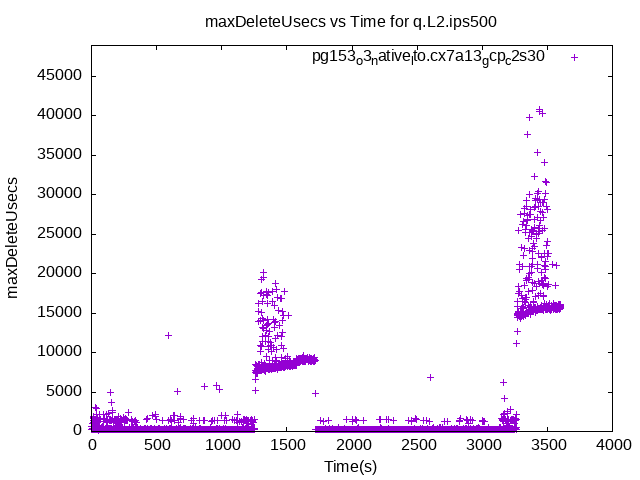 maxDeleteUsecs vs Time for q.L2.ips500
pg153o3native_lto.cx7a13gcpc2s30
45000
40000
35000
30000
25000
20000
15000
10000
5000
0
maxDeleteUsecs
0 500 1000 1500 2000 2500 3000 3500 4000
Time(s)